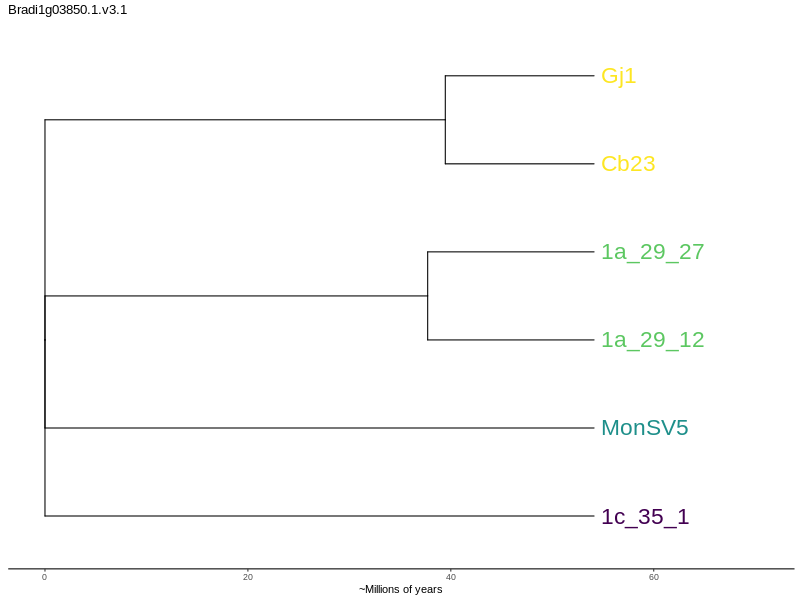 Bradi1g03850.1.v3.1
Gj1
Cb23
1a_29_27
1a_29_12
MonSV5
1c_35_1
0 20 40 60
~Millions of years